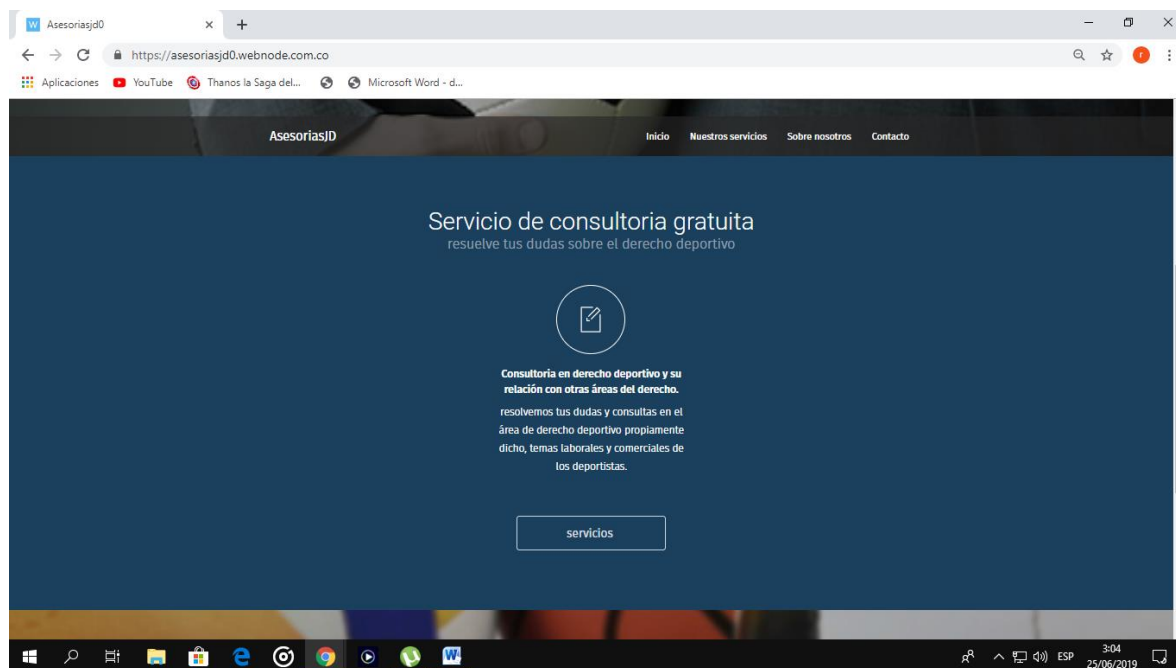 W Asesoriasjd0
https://asesoriasjd0.webnode.com.co
r
Aplicaciones YouTube Thanos la Saga del... Microsoft Word - d...
AsesoriasJD Inicio Nuestros servicios Sobre nosotros Contacto
Servicio de consultoria gratuita
resuelve tus dudas sobre el derecho deportivo
Consultoria en derecho deportivo y su
relación con otras áreas del derecho.
resolvemos tus dudas y consultas en el
área de derecho deportivo propiamente
dicho, temas laborales y comerciales de
los deportistas.
servicios
ESP
3:04
25/06/2019